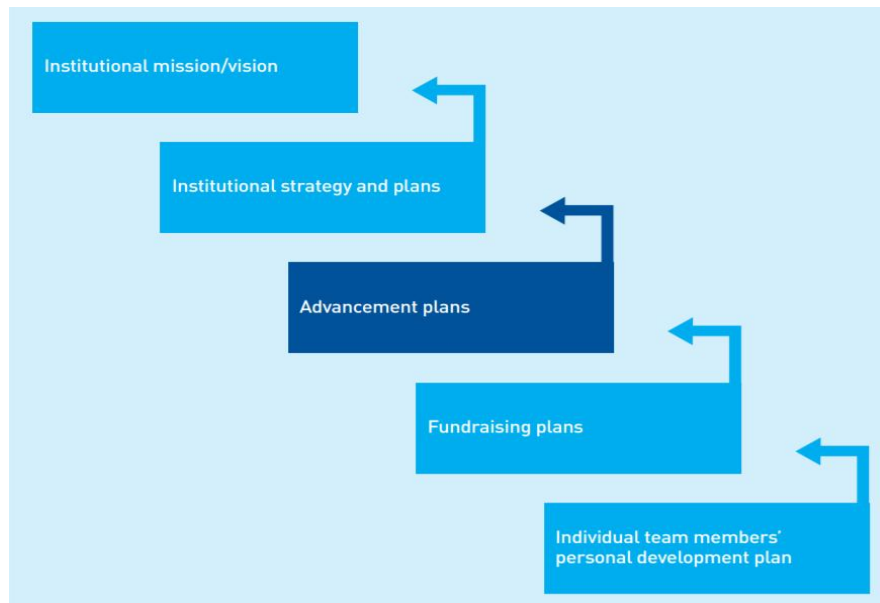 Institutional mission/vision
Institutional strategy and plans
Advancement plans
Fundraising plans
Individual team members’
personal development plan